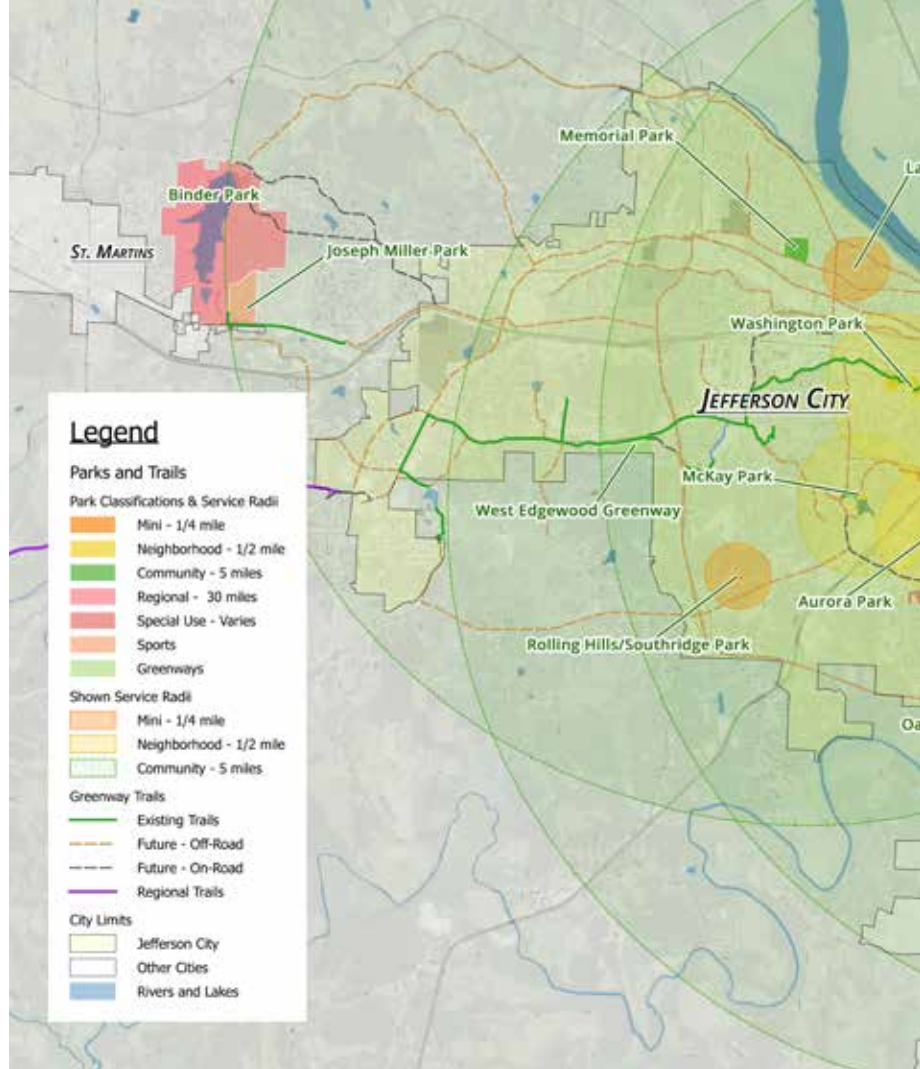 Memorial Park
La
Binder Park
St. Martins
Joseph Miller Park
Washington Park
Jefferson City
McKay Park
West Edgewood Greenway
Aurora Park
Rolling Hills/Southridge Park
Oa
Legend
Parks and Trails
Park Classifications & Service Radii
Mini - 1/4 mile
Neighborhood - 1/2 mile
Community - 5 miles
Regional - 30 miles
Special Use - Varies
Sports
Greenways
Shown Service Radii
Mini - 1/4 mile
Neighborhood - 1/2 mile
Community - 5 miles
Greenway Trails
Existing Trails
Future - Off-Road
Future - On-Road
Regional Trails
City Limits
Jefferson City
Other Cities
Rivers and Lakes